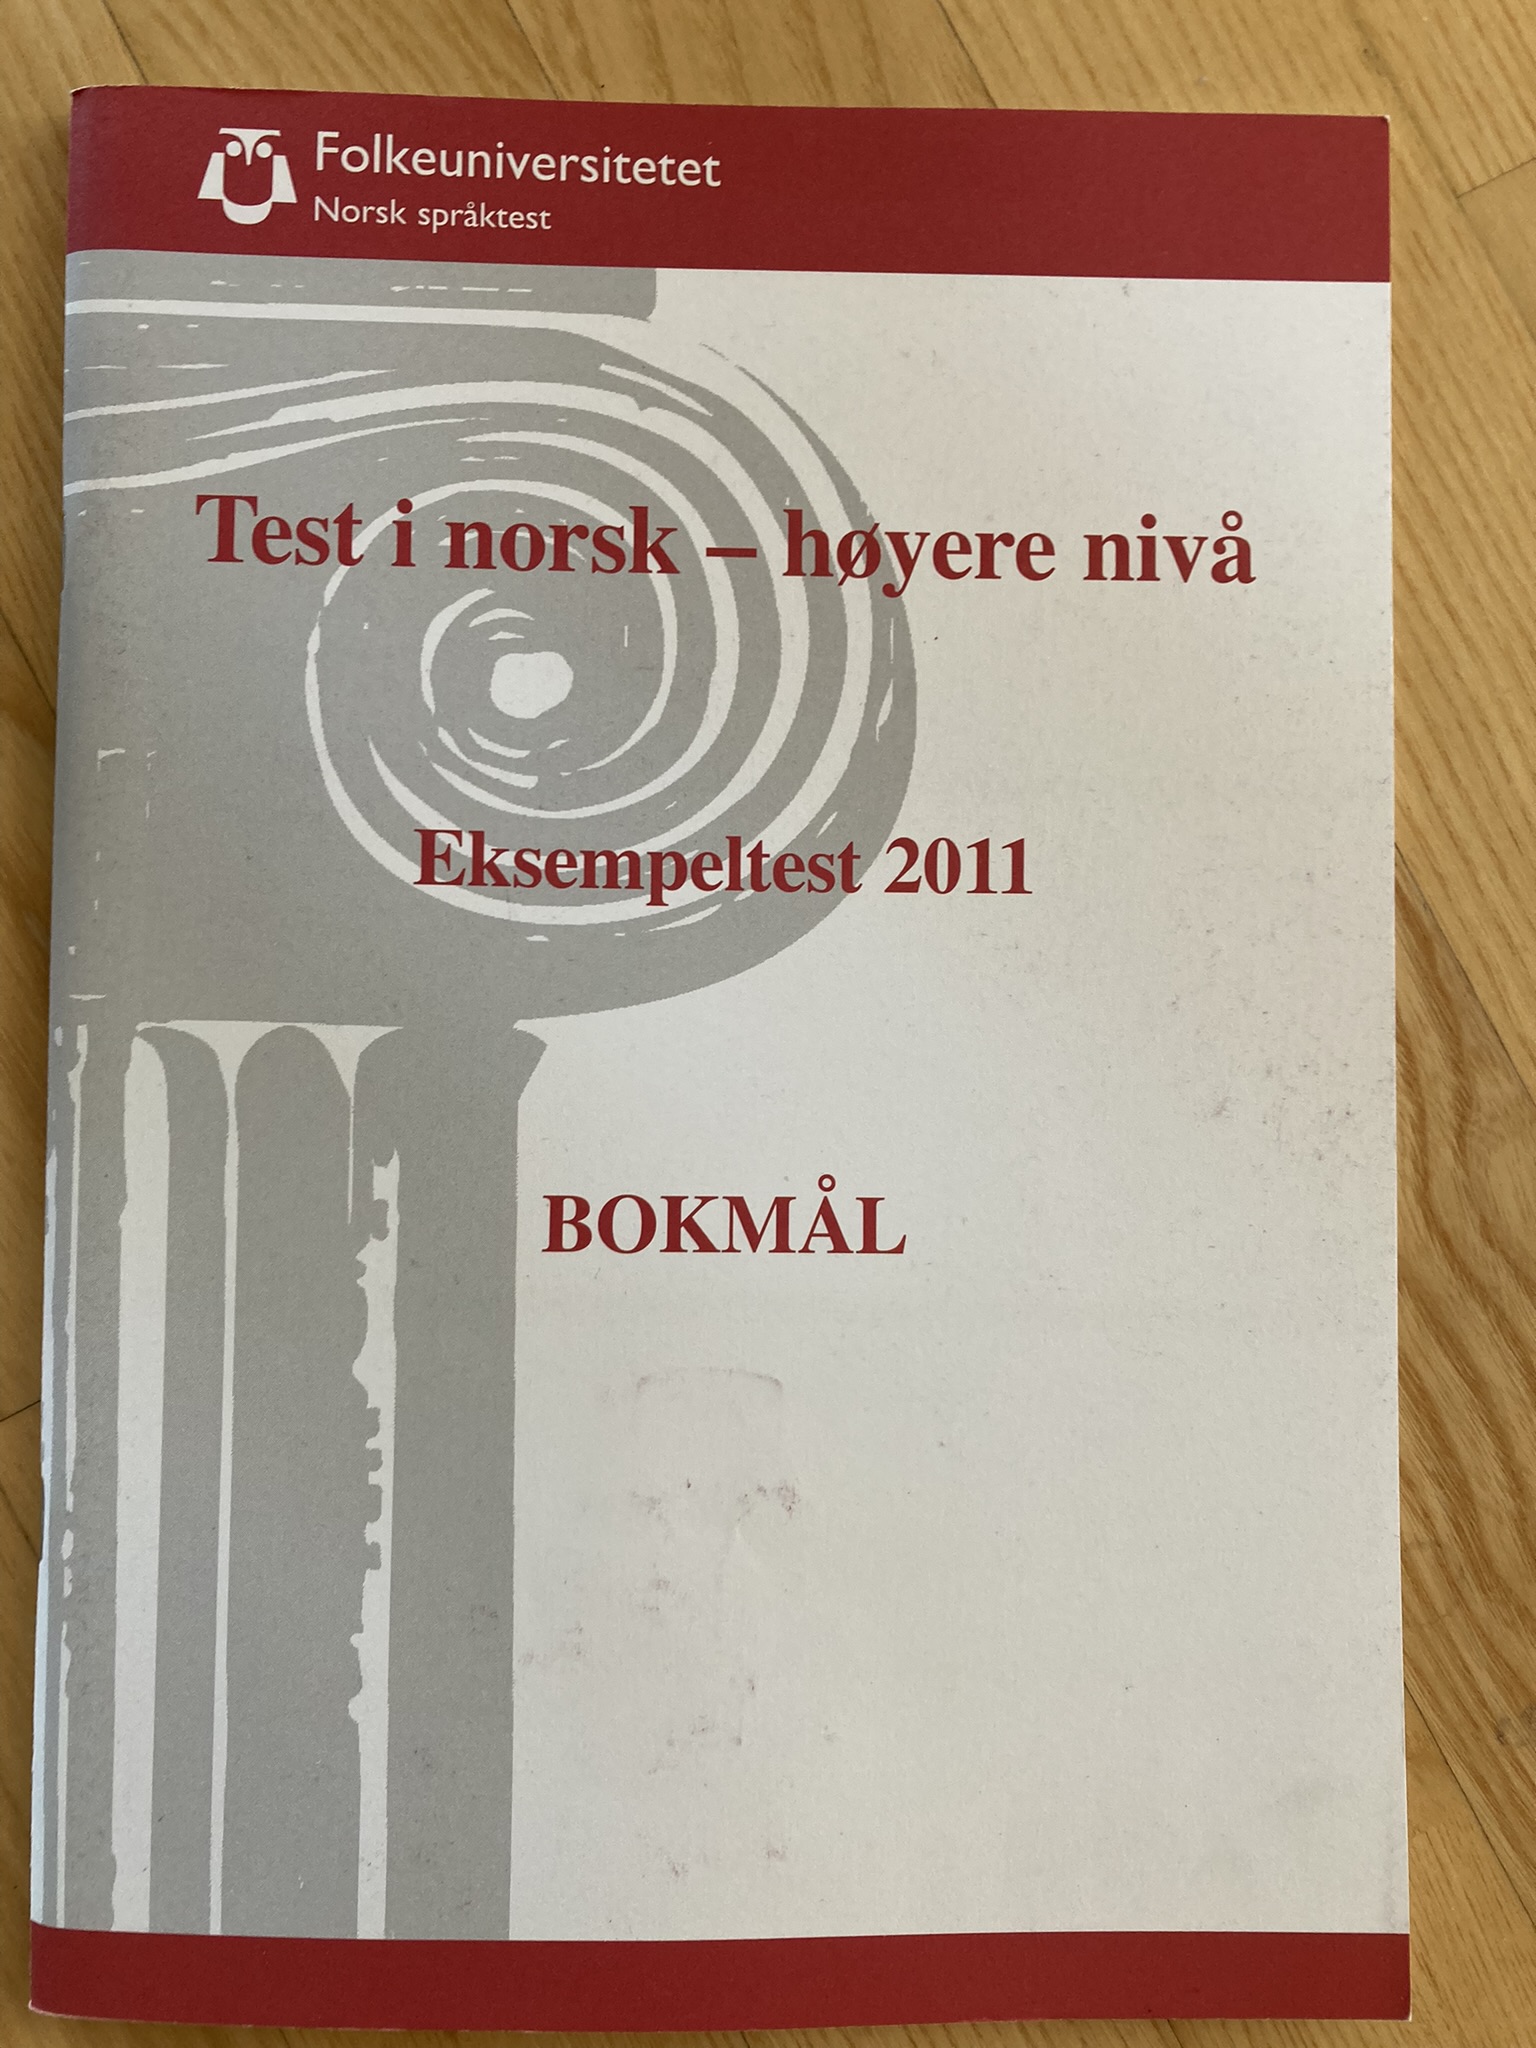 Folkeuniversitetet
Norsk språktest
Test i norsk – høyere nivå
Eksempeltest 2011
BOKMÅL